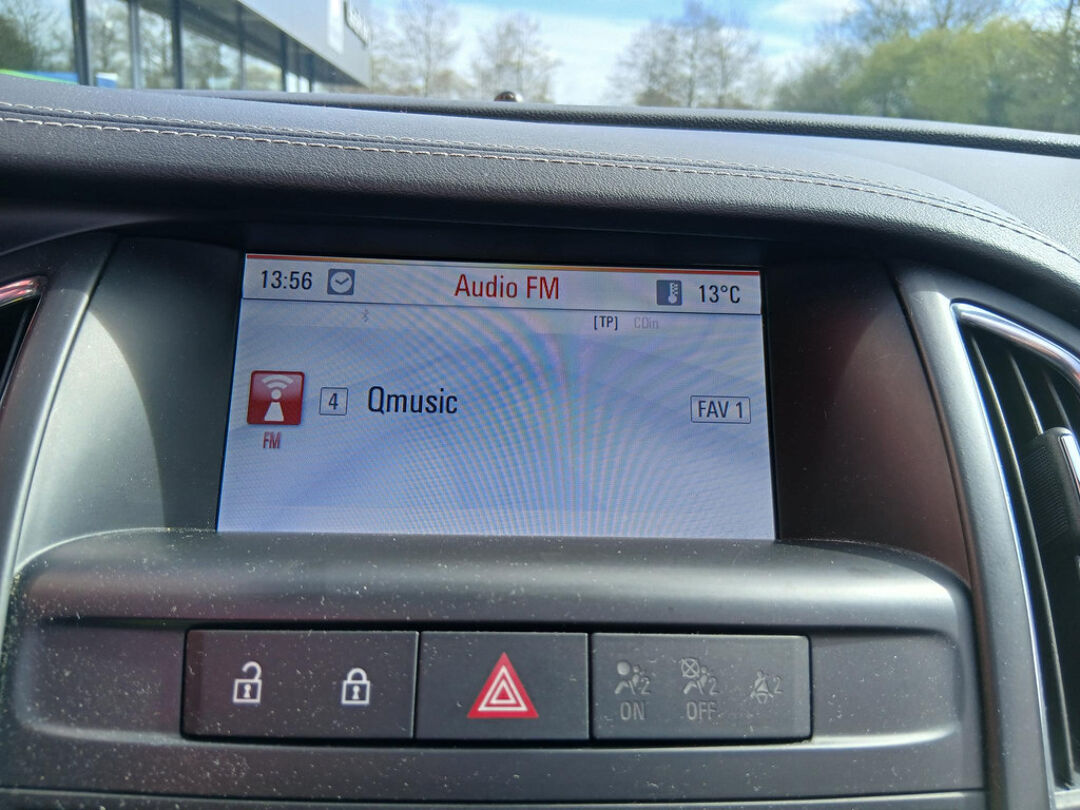 13:56 Audio FM 13°C
[TP] CDin
4 Qmusic FAV 1
FM
2 2 2
ON OFF